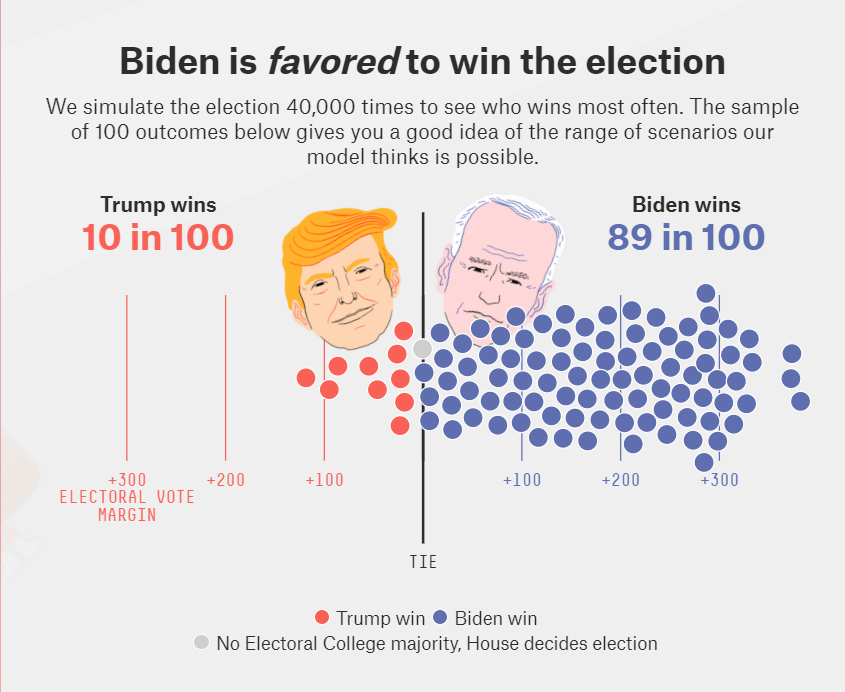 Biden is favored to win the election
We simulate the election 40,000 times to see who wins most often. The sample
of 100 outcomes below gives you a good idea of the range of scenarios our
model thinks is possible.
Trump wins
10 in 100
Biden wins
89 in 100
+300
+200
+100
+100
+200
+300
ELECTORAL VOTE
MARGIN
TIE
Trump win
Biden win
No Electoral College majority, House decides election